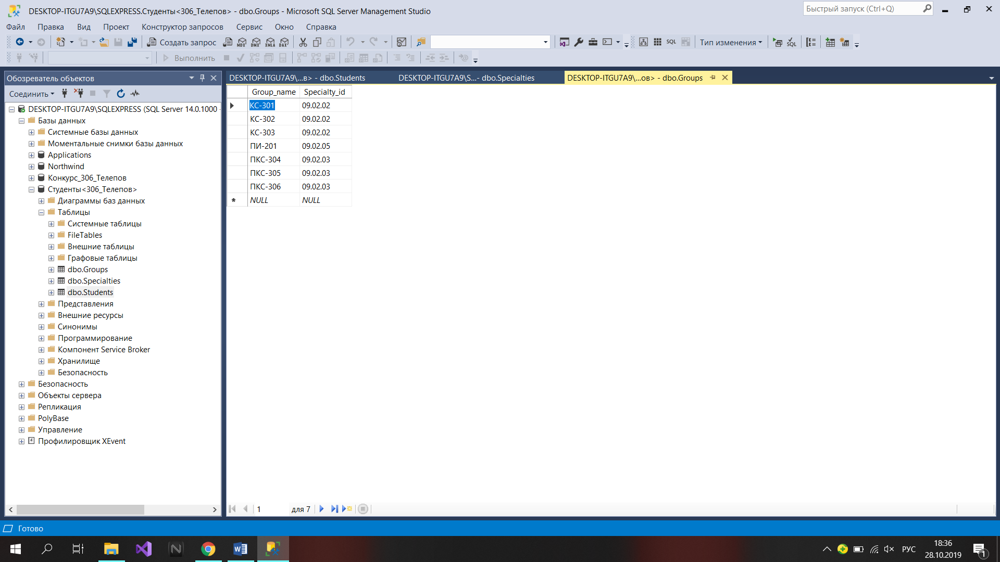 DESKTOP-ITGU7A9\SQLEXPRESS.Студенты<306_Телепов> - dbo.Groups - Microsoft SQL Server Management Studio
Быстрый запуск (Ctrl+Q)
Файл Правка Вид Проект Конструктор запросов Сервис Окно Справка
Создать запрос MDX DMX XMLA DAX SQL Тип изменения SQL
Выполнить
Обозреватель объектов
DESKTOP-ITGU7A9\...в> - dbo.Students DESKTOP-ITGU7A9\S...- dbo.Specialties DESKTOP-ITGU7A9\...ов> - dbo.Groups
Соединить
DESKTOP-ITGU7A9\SQLEXPRESS (SQL Server 14.0.1000 -
Базы данных
Системные базы данных
Моментальные снимки базы данных
Applications
Northwind
Конкурс_306_Телепов
Студенты<306_Телепов>
Диаграммы баз данных
Таблицы
Системные таблицы
FileTables
Внешние таблицы
Графовые таблицы
dbo.Groups
dbo.Specialties
dbo.Students
Представления
Внешние ресурсы
Синонимы
Программирование
Компонент Service Broker
Хранилище
Безопасность
Безопасность
Объекты сервера
Репликация
PolyBase
Управление
Профилировщик XEvent
Group_name Specialty_id
КС-301 09.02.02
КС-302 09.02.02
КС-303 09.02.02
ПИ-201 09.02.05
ПКС-304 09.02.03
ПКС-305 09.02.03
ПКС-306 09.02.03
* NULL NULL
1 для 7
Готово
РУС
18:36
28.10.2019
1